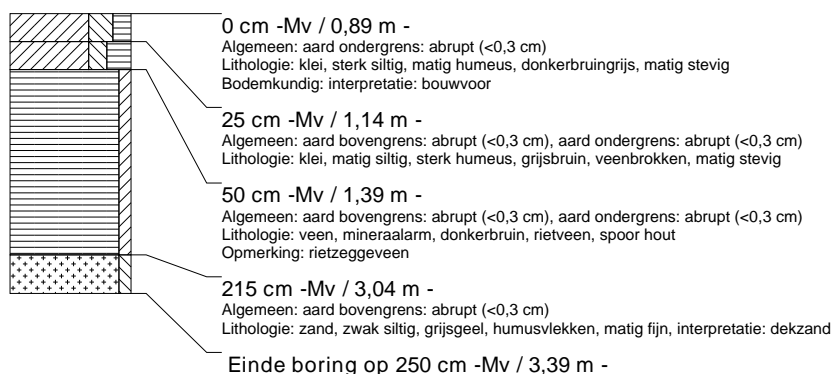 0 cm -Mv / 0,89 m -
Algemeen: aard ondergrens: abrupt (<0,3 cm)
Lithologie: klei, sterk siltig, matig humeus, donkerbruingrijs, matig stevig
Bodemkundig: interpretatie: bouwvoor
25 cm -Mv / 1,14 m -
Algemeen: aard bovengrens: abrupt (<0,3 cm), aard ondergrens: abrupt (<0,3 cm)
Lithologie: klei, matig siltig, sterk humeus, grijsbruin, veenbrokken, matig stevig
50 cm -Mv / 1,39 m -
Algemeen: aard bovengrens: abrupt (<0,3 cm), aard ondergrens: abrupt (<0,3 cm)
Lithologie: veen, mineraalarm, donkerbruin, rietveen, spoor hout
Opmerking: rietzeggeveen
215 cm -Mv / 3,04 m -
Algemeen: aard bovengrens: abrupt (<0,3 cm)
Lithologie: zand, zwak siltig, grijsgeel, humusvlekken, matig fijn, interpretatie: dekzand
Einde boring op 250 cm -Mv / 3,39 m -